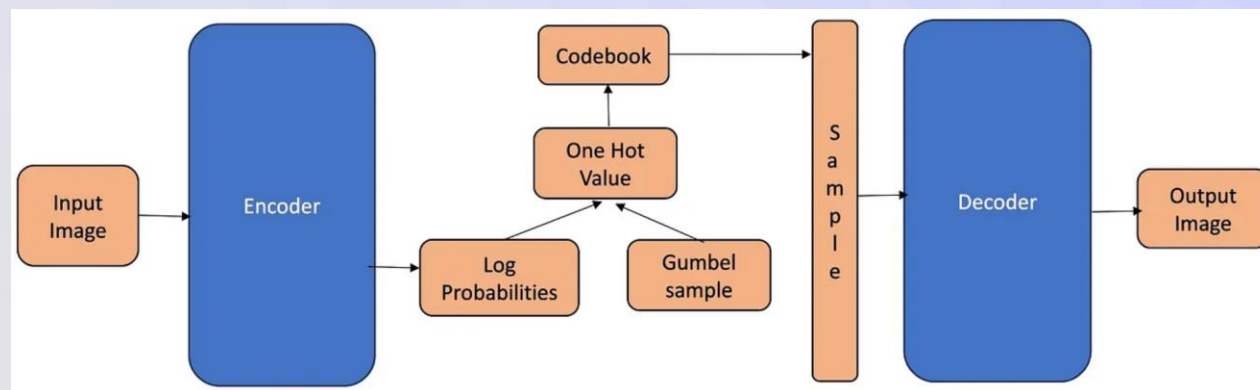 Input
Image
Encoder
Log
Probabilities
Gumbel
sample
One Hot
Value
Codebook
S
a
m
p
l
e
Decoder
Output
Image